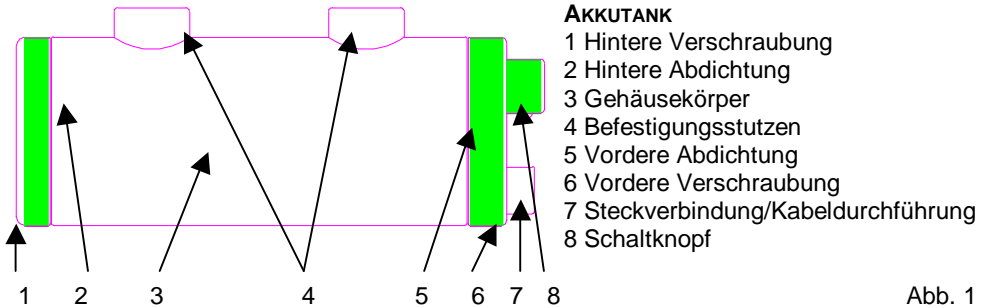 AKKUTANK
1 Hintere Verschraubung
2 Hintere Abdichtung
3 Gehäusekörper
4 Befestigungsstutzen
5 Vordere Abdichtung
6 Vordere Verschraubung
7 Steckverbindung/Kabeldurchführung
8 Schaltknopf
1 2 3 4 5 6 7 8 Abb. 1